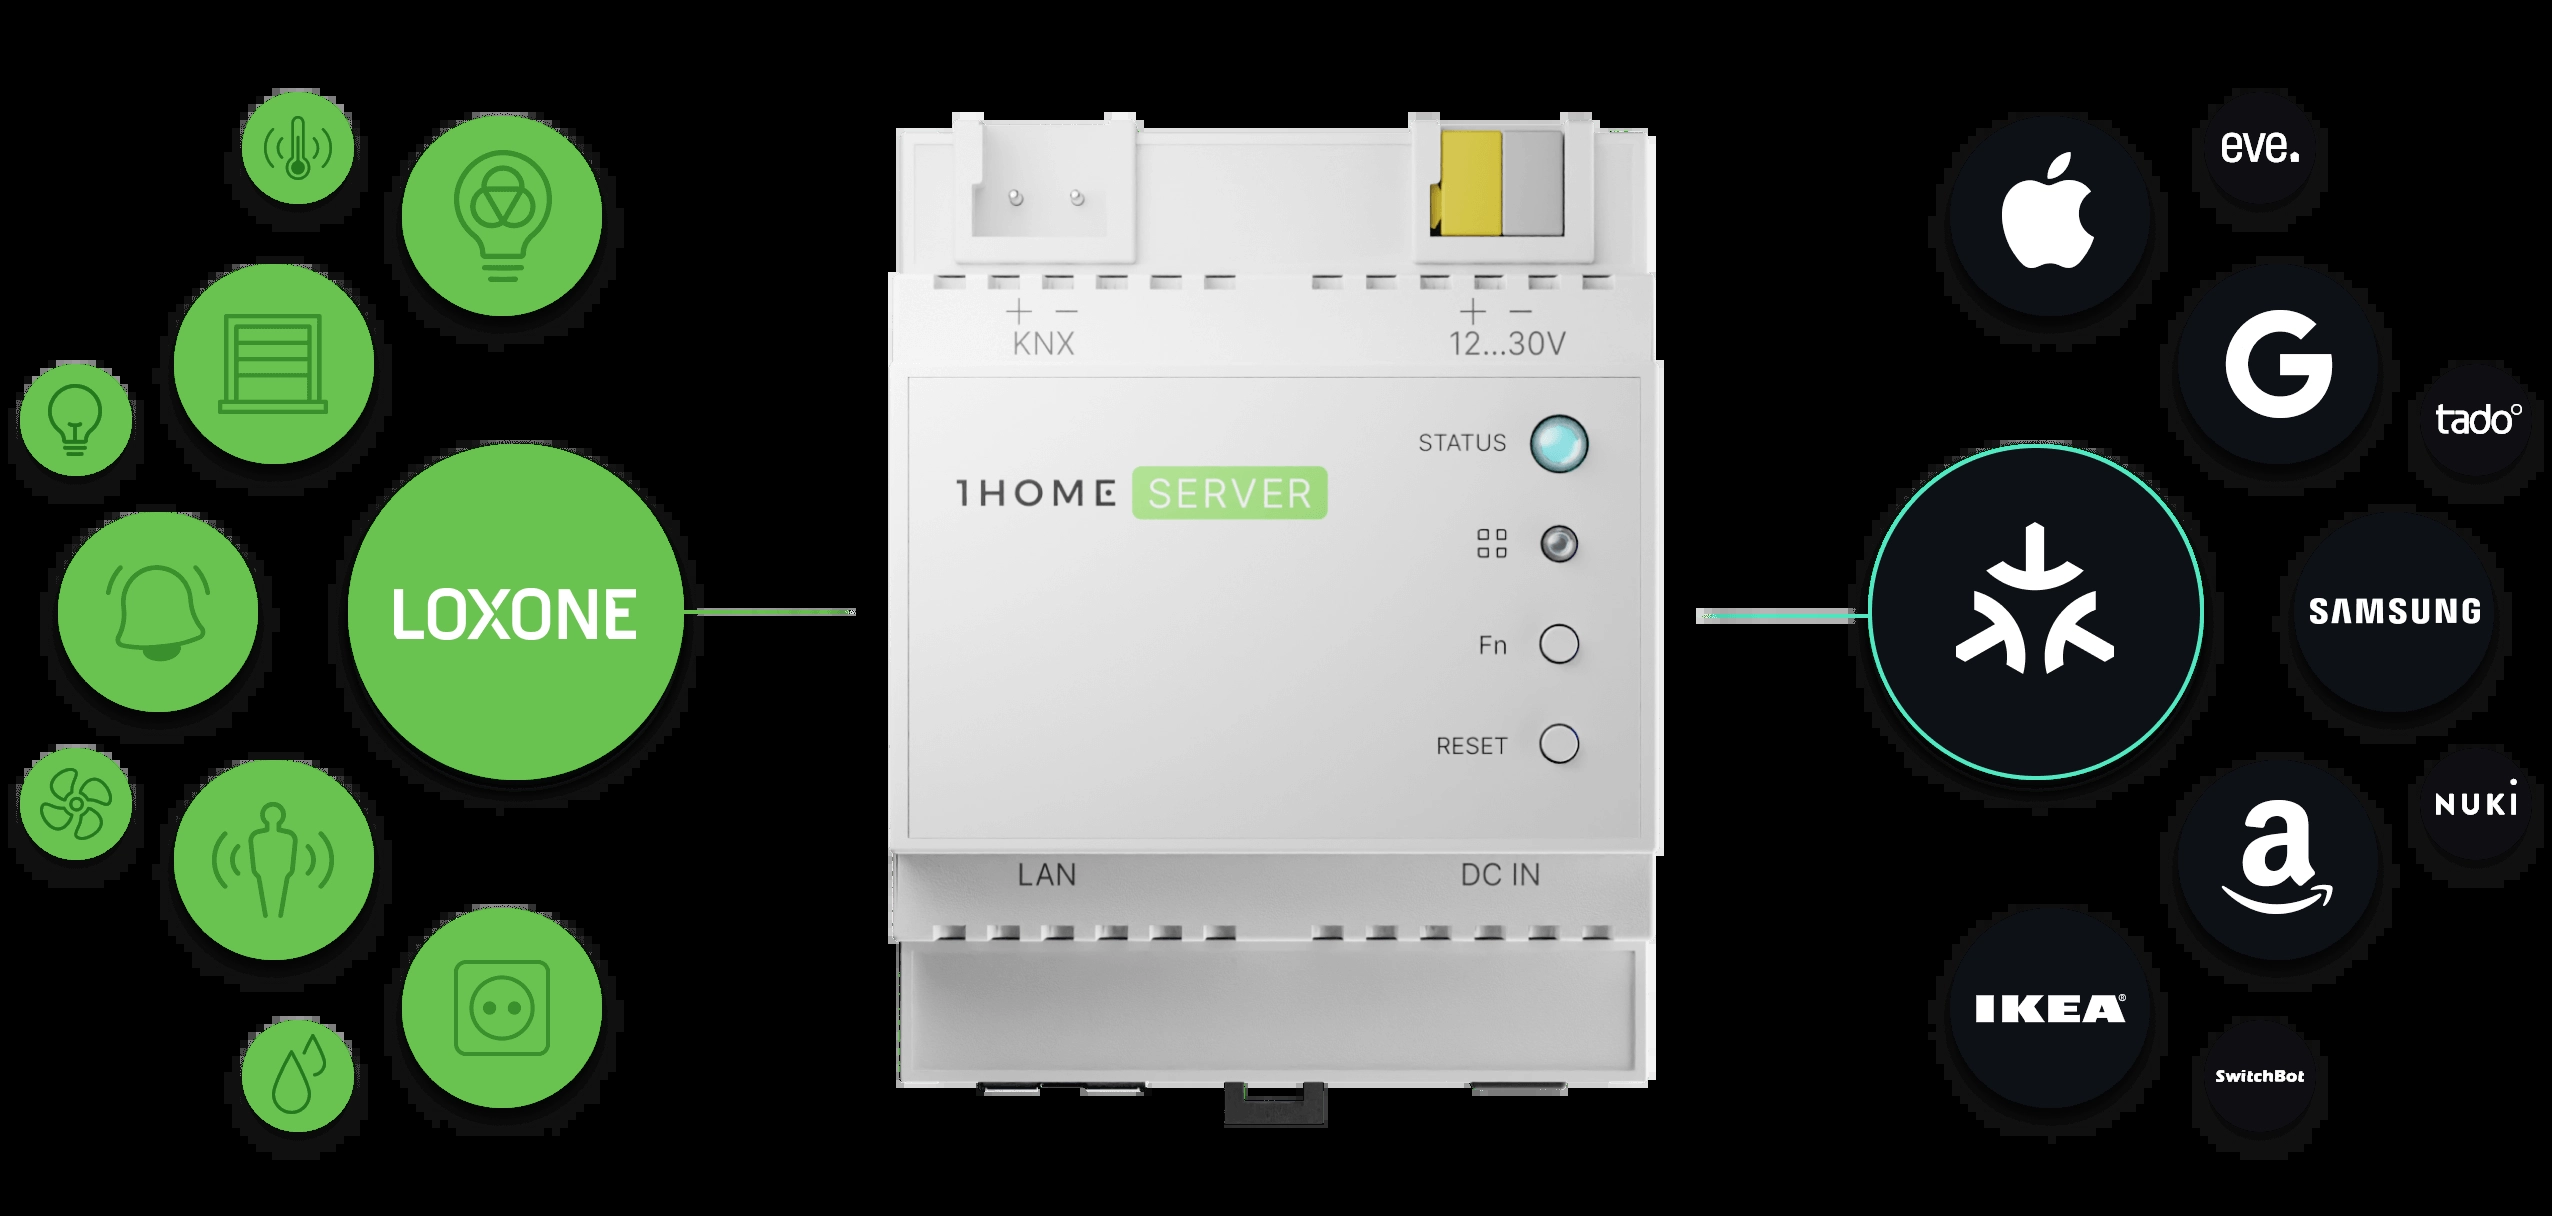 LOXONE
+ −
KNX
+ −
12...30V
STATUS
1HOME SERVER
Fn
RESET
LAN
DC IN
eve.
G
tado°
SAMSUNG
NUKi
a
IKEA®
SwitchBot